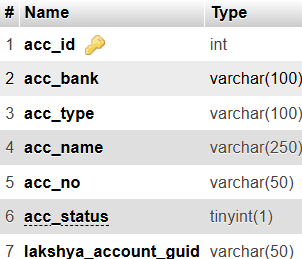 # Name Type
1 acc_id int
2 acc_bank varchar(100)
3 acc_type varchar(100)
4 acc_name varchar(250)
5 acc_no varchar(50)
6 acc_status tinyint(1)
7 lakshya_account_guid varchar(50)